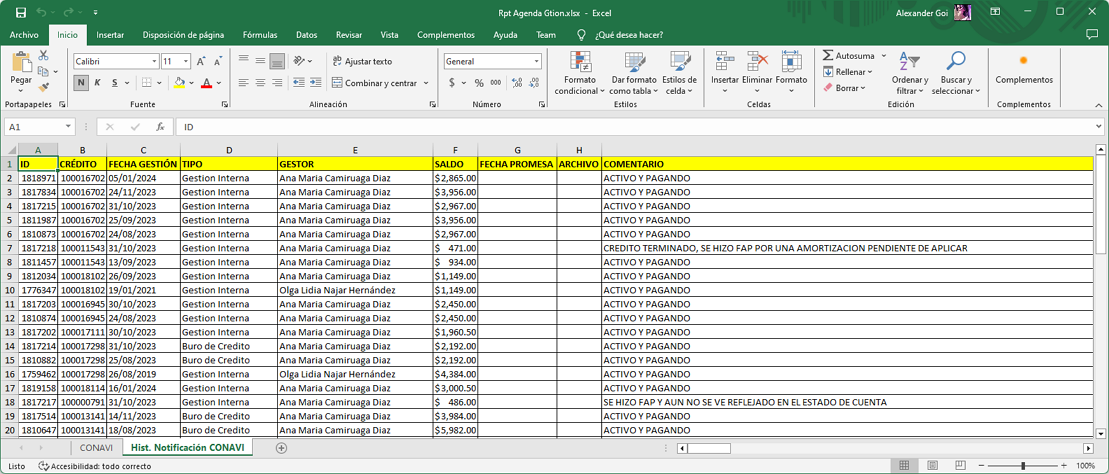 Rpt Agenda Gtion.xlsx - Excel
Alexander Goi
Archivo Inicio Insertar Disposición de página Fórmulas Datos Revisar Vista Complementos Ayuda Team ¿Qué desea hacer?
Pegar
Calibri 11
N K S
Ajustar texto
Combinar y centrar
General
$ % 000
Formato condicional
Dar formato como tabla
Estilos de celda
Insertar Eliminar Formato
Autosuma
Rellenar
Borrar
Ordenar y filtrar
Buscar y seleccionar
Complementos
Portapapeles Fuente Alineación Número Estilos Celdas Edición Complementos
A1 fx ID
A B C D E F G H I
1 ID CRÉDITO FECHA GESTIÓN TIPO GESTOR SALDO FECHA PROMESA ARCHIVO COMENTARIO
2 1818971 100016702 05/01/2024 Gestion Interna Ana Maria Camiruaga Diaz $2,865.00 ACTIVO Y PAGANDO
3 1817834 100016702 24/11/2023 Gestion Interna Ana Maria Camiruaga Diaz $3,956.00 ACTIVO Y PAGANDO
4 1817215 100016702 31/10/2023 Gestion Interna Ana Maria Camiruaga Diaz $2,967.00 ACTIVO Y PAGANDO
5 1811987 100016702 25/09/2023 Gestion Interna Ana Maria Camiruaga Diaz $3,956.00 ACTIVO Y PAGANDO
6 1810873 100016702 24/08/2023 Gestion Interna Ana Maria Camiruaga Diaz $2,967.00 ACTIVO Y PAGANDO
7 1817218 100011543 31/10/2023 Gestion Interna Ana Maria Camiruaga Diaz $ 471.00 CREDITO TERMINADO, SE HIZO FAP POR UNA AMORTIZACION PENDIENTE DE APLICAR
8 1811457 100011543 13/09/2023 Gestion Interna Ana Maria Camiruaga Diaz $ 934.00 ACTIVO Y PAGANDO
9 1812034 100018102 26/09/2023 Gestion Interna Ana Maria Camiruaga Diaz $1,149.00 ACTIVO Y PAGANDO
10 1776347 100018102 19/01/2021 Gestion Interna Olga Lidia Najar Hernández $1,149.00 ACTIVO Y PAGANDO
11 1817203 100016945 30/10/2023 Gestion Interna Ana Maria Camiruaga Diaz $2,450.00 ACTIVO Y PAGANDO
12 1810874 100016945 24/08/2023 Gestion Interna Ana Maria Camiruaga Diaz $2,450.00 ACTIVO Y PAGANDO
13 1817202 100017111 30/10/2023 Gestion Interna Ana Maria Camiruaga Diaz $1,960.50 ACTIVO Y PAGANDO
14 1817214 100017298 31/10/2023 Buro de Credito Ana Maria Camiruaga Diaz $2,192.00 ACTIVO Y PAGANDO
15 1810882 100017298 25/08/2023 Buro de Credito Ana Maria Camiruaga Diaz $2,192.00 ACTIVO Y PAGANDO
16 1759462 100017298 26/08/2019 Gestion Interna Olga Lidia Najar Hernández $4,384.00 ACTIVO Y PAGANDO
17 1819158 100018114 16/01/2024 Gestion Interna Ana Maria Camiruaga Diaz $3,000.50 ACTIVO Y PAGANDO
18 1817217 100000791 31/10/2023 Gestion Interna Ana Maria Camiruaga Diaz $ 486.00 SE HIZO FAP Y AUN NO SE VE REFLEJADO EN EL ESTADO DE CUENTA
19 1817514 100013141 14/11/2023 Buro de Credito Ana Maria Camiruaga Diaz $3,984.00 ACTIVO Y PAGANDO
20 1810647 100013141 18/08/2023 Buro de Credito Ana Maria Camiruaga Diaz $5,982.00 ACTIVO Y PAGANDO
CONAVI Hist. Notificación CONAVI
Listo Accesibilidad: todo correcto 100%